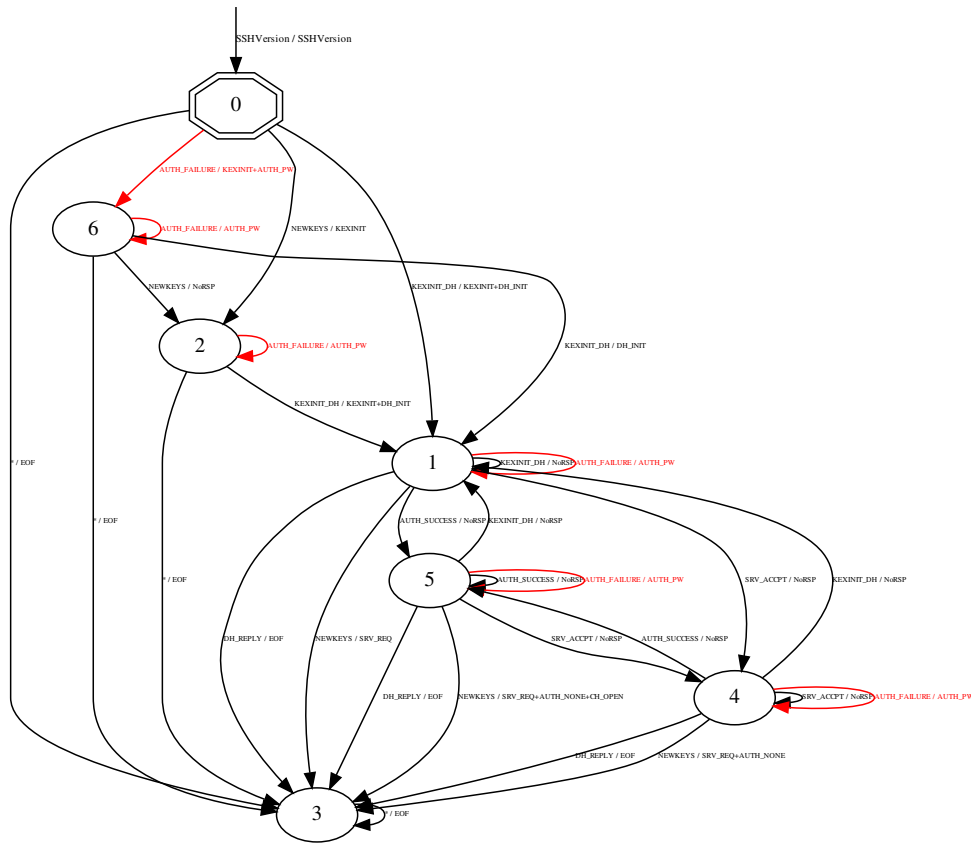 SSHVersion / SSHVersion
0
AUTH_FAILURE / KEXINIT+AUTH_PW
6
AUTH_FAILURE / AUTH_PW
NEWKEYS / KEXINIT
NEWKEYS / NoRSP
KEXINIT_DH / KEXINIT+DH_INIT
2
AUTH_FAILURE / AUTH_PW
KEXINIT_DH / DH_INIT
KEXINIT_DH / KEXINIT+DH_INIT
* / EOF
1
KEXINIT_DH / NoRSP
AUTH_FAILURE / AUTH_PW
* / EOF
AUTH_SUCCESS / NoRSP
KEXINIT_DH / NoRSP
* / EOF
5
AUTH_SUCCESS / NoRSP
AUTH_FAILURE / AUTH_PW
SRV_ACCPT / NoRSP
KEXINIT_DH / NoRSP
DH_REPLY / EOF
NEWKEYS / SRV_REQ
SRV_ACCPT / NoRSP
AUTH_SUCCESS / NoRSP
DH_REPLY / EOF
NEWKEYS / SRV_REQ+AUTH_NONE+CH_OPEN
4
SRV_ACCPT / NoRSP
AUTH_FAILURE / AUTH_PW
DH_REPLY / EOF
NEWKEYS / SRV_REQ+AUTH_NONE
3
* / EOF